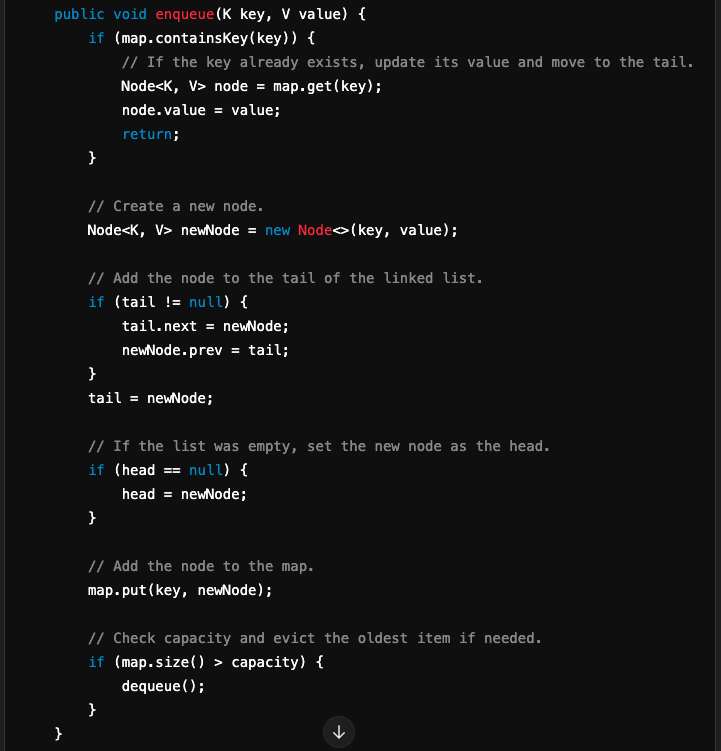 public void enqueue(K key, V value) {
if (map.containsKey(key)) {
// If the key already exists, update its value and move to the tail.
Node<K, V> node = map.get(key);
node.value = value;
return;
}
// Create a new node.
Node<K, V> newNode = new Node<>(key, value);
// Add the node to the tail of the linked list.
if (tail != null) {
tail.next = newNode;
newNode.prev = tail;
}
tail = newNode;
// If the list was empty, set the new node as the head.
if (head == null) {
head = newNode;
}
// Add the node to the map.
map.put(key, newNode);
// Check capacity and evict the oldest item if needed.
if (map.size() > capacity) {
dequeue();
}
}